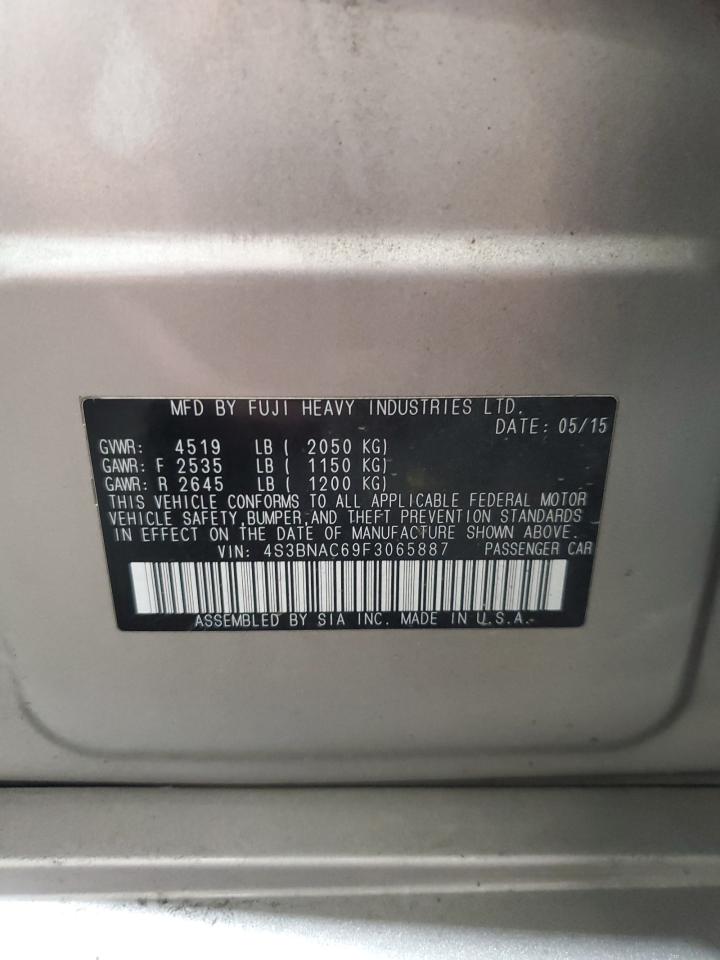 MFD BY FUJI HEAVY INDUSTRIES LTD.
DATE: 05/15
GVWR: 4519 LB ( 2050 KG)
GAWR: F 2535 LB ( 1150 KG)
GAWR: R 2645 LB ( 1200 KG)
THIS VEHICLE CONFORMS TO ALL APPLICABLE FEDERAL MOTOR
VEHICLE SAFETY, BUMPER, AND THEFT PREVENTION STANDARDS
IN EFFECT ON THE DATE OF MANUFACTURE SHOWN ABOVE.
VIN: 4S3BNAC69F3065887 PASSENGER CAR
ASSEMBLED BY SIA INC. MADE IN U.S.A.